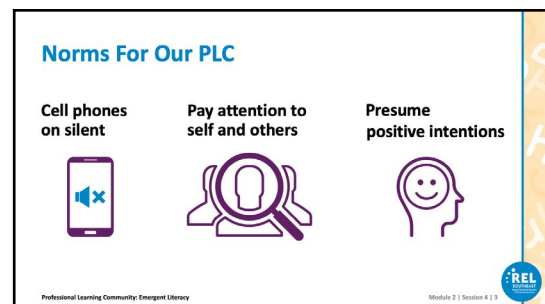 Norms For Our PLC
Cell phones
on silent
Pay attention to
self and others
Presume
positive intentions
Professional Learning Community: Emergent Literacy
Module 2 | Session 4 | 3
REL
SOUTHEAST